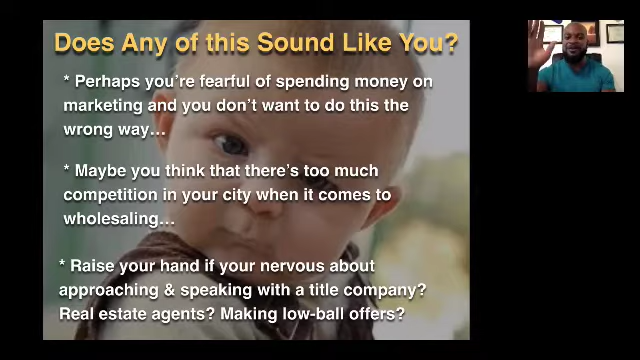 Does Any of this Sound Like You?
* Perhaps you're fearful of spending money on
marketing and you don't want to do this the
wrong way...
* Maybe you think that there's too much
competition in your city when it comes to
wholesaling...
* Raise your hand if your nervous about
approaching & speaking with a title company?
Real estate agents? Making low-ball offers?